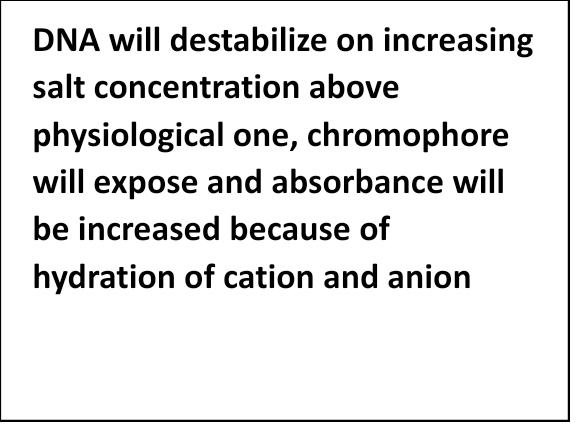 DNA will destabilize on increasing
salt concentration above
physiological one, chromophore
will expose and absorbance will
be increased because of
hydration of cation and anion